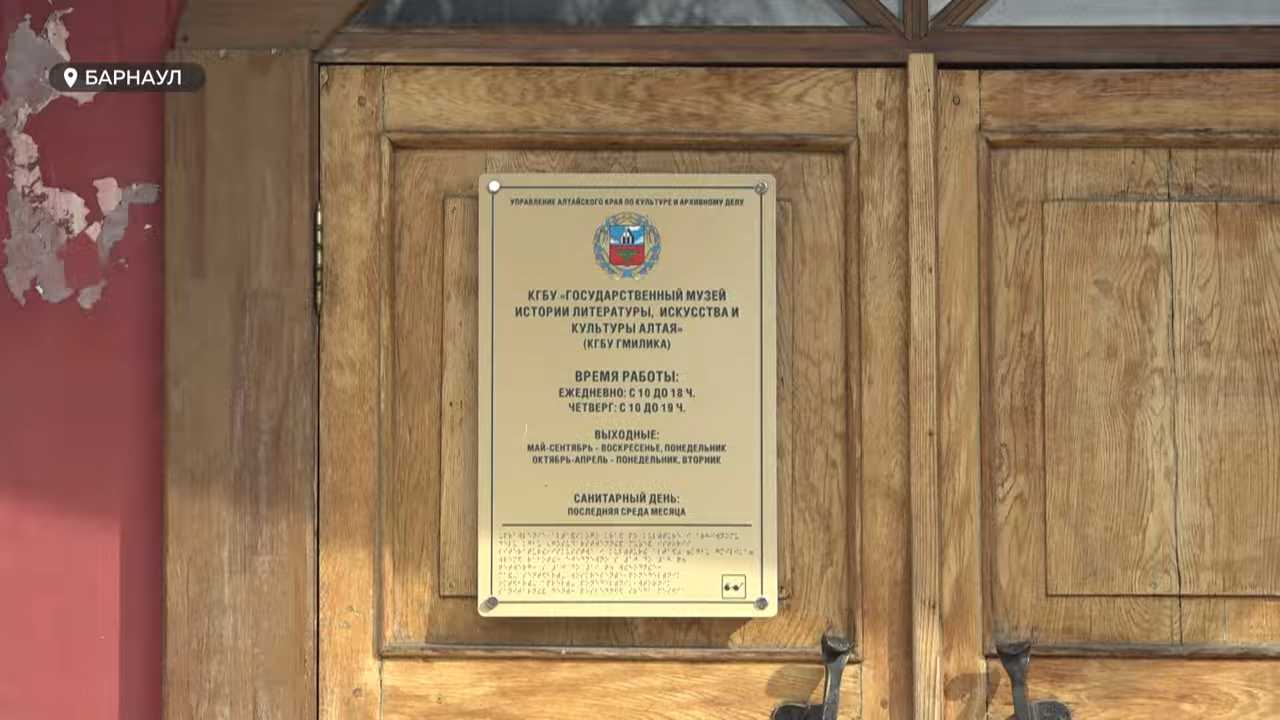 БАРНАУЛ
УПРАВЛЕНИЕ АЛТАЙСКОГО КРАЯ ПО КУЛЬТУРЕ И АРХИВНОМУ ДЕЛУ
КГБУ «ГОСУДАРСТВЕННЫЙ МУЗЕЙ
ИСТОРИИ ЛИТЕРАТУРЫ, ИСКУССТВА И
КУЛЬТУРЫ АЛТАЯ»
(КГБУ ГМИЛИКА)
ВРЕМЯ РАБОТЫ:
ЕЖЕДНЕВНО: С 10 ДО 18 Ч.
ЧЕТВЕРГ: С 10 ДО 19 Ч.
ВЫХОДНЫЕ:
МАЙ-СЕНТЯБРЬ - ВОСКРЕСЕНЬЕ, ПОНЕДЕЛЬНИК
ОКТЯБРЬ-АПРЕЛЬ - ПОНЕДЕЛЬНИК, ВТОРНИК
САНИТАРНЫЙ ДЕНЬ:
ПОСЛЕДНЯЯ СРЕДА МЕСЯЦА